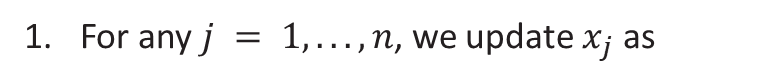 1. For any j = 1,...,n, we update x_j as